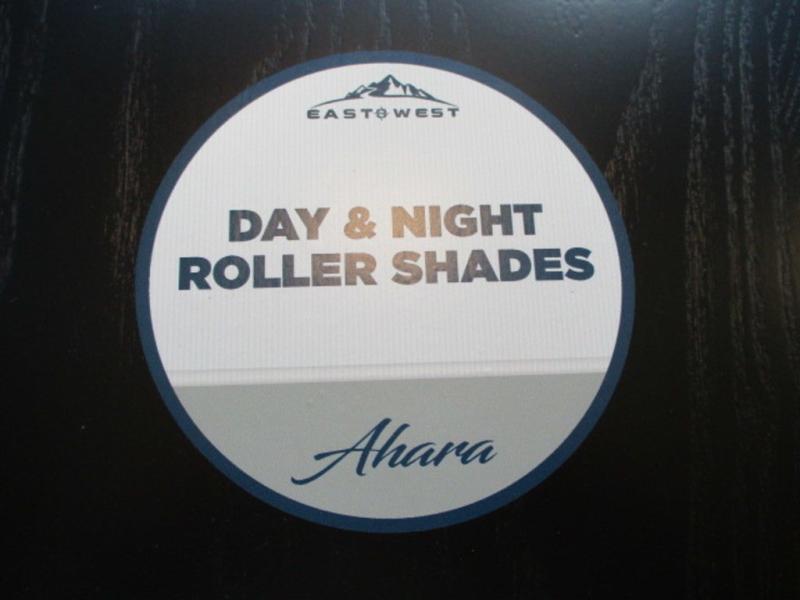 EAST WEST
DAY & NIGHT
ROLLER SHADES
Ahara